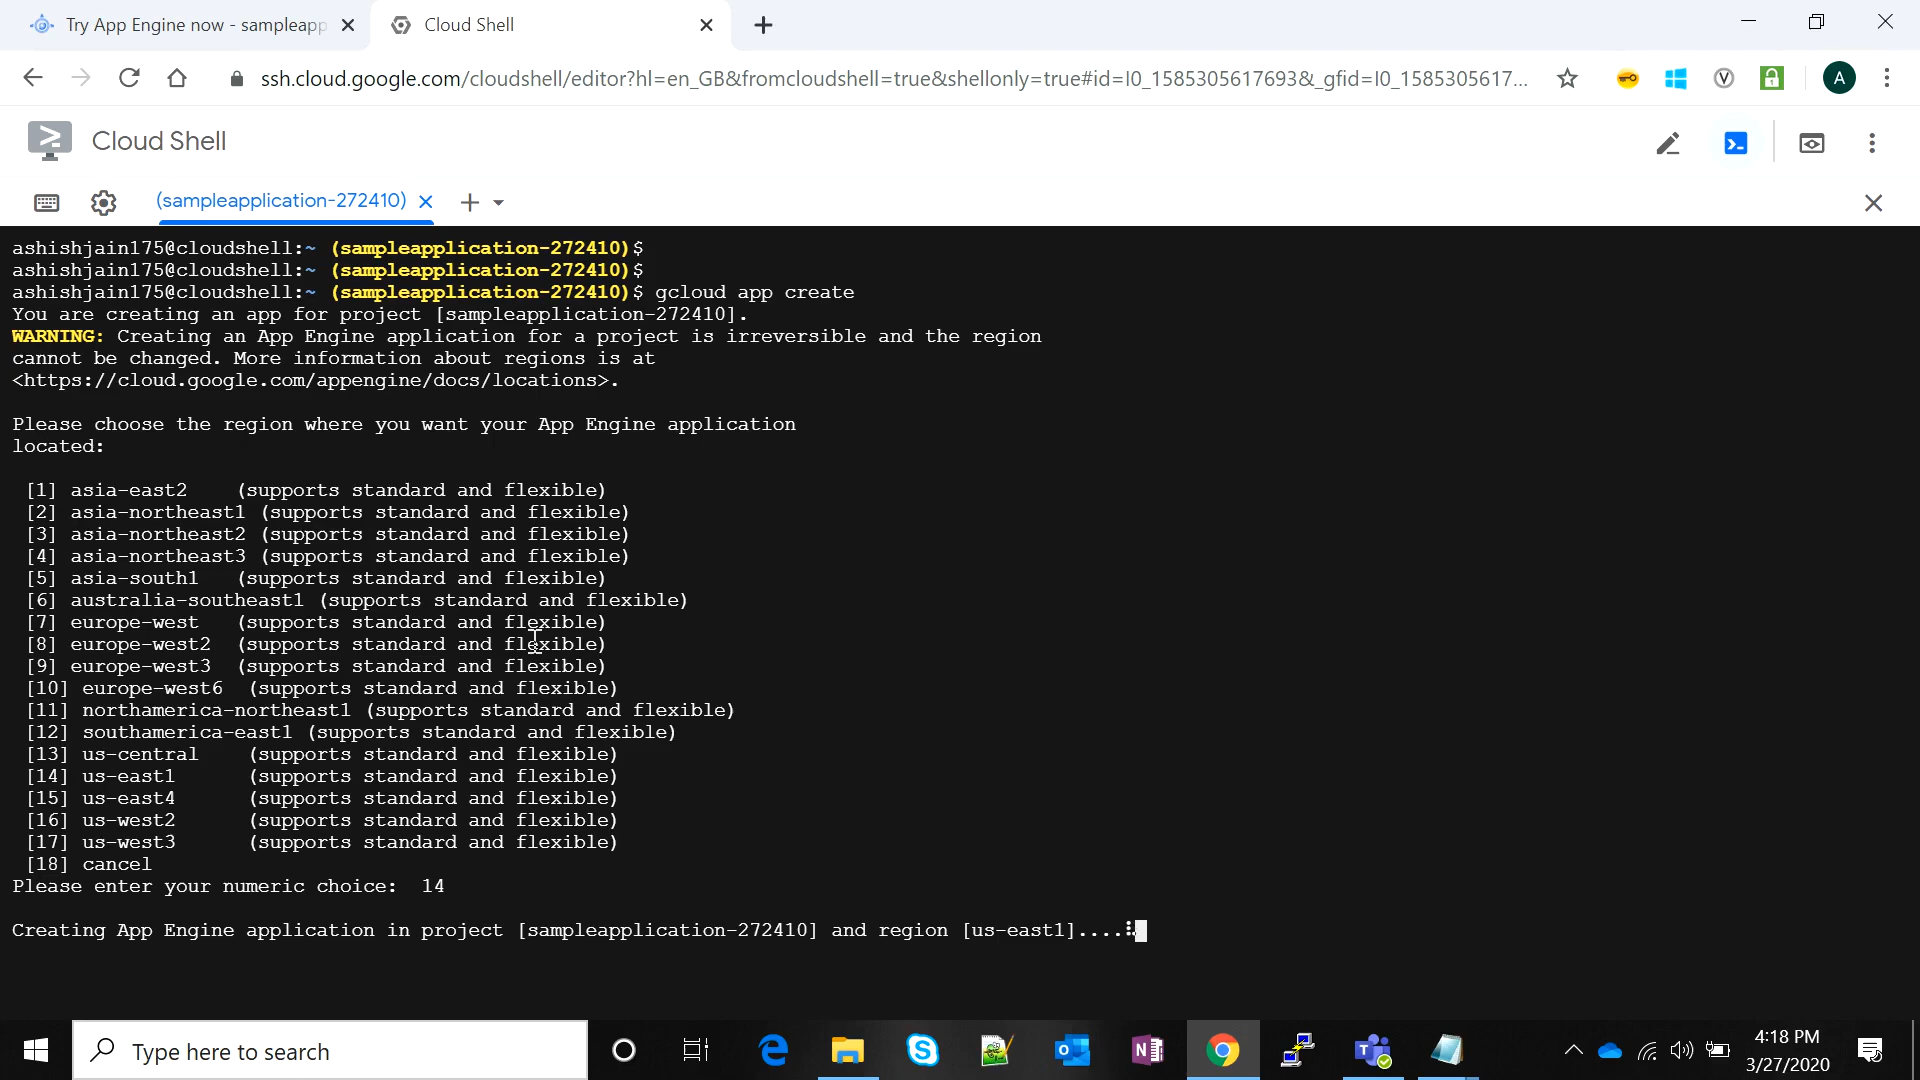 Try App Engine now - sampleapp
Cloud Shell
ssh.cloud.google.com/cloudshell/editor?hl=en_GB&fromcloudshell=true&shellonly=true#id=I0_1585305617693&_gfid=I0_1585305617...
A
Cloud Shell
(sampleapplication-272410)
ashishjain175@cloudshell:~ (sampleapplication-272410)$
ashishjain175@cloudshell:~ (sampleapplication-272410)$
ashishjain175@cloudshell:~ (sampleapplication-272410)$ gcloud app create
You are creating an app for project [sampleapplication-272410].
WARNING: Creating an App Engine application for a project is irreversible and the region
cannot be changed. More information about regions is at
<https://cloud.google.com/appengine/docs/locations>.
Please choose the region where you want your App Engine application
located:
[1] asia-east2 (supports standard and flexible)
[2] asia-northeast1 (supports standard and flexible)
[3] asia-northeast2 (supports standard and flexible)
[4] asia-northeast3 (supports standard and flexible)
[5] asia-south1 (supports standard and flexible)
[6] australia-southeast1 (supports standard and flexible)
[7] europe-west (supports standard and flexible)
[8] europe-west2 (supports standard and flexible)
[9] europe-west3 (supports standard and flexible)
[10] europe-west6 (supports standard and flexible)
[11] northamerica-northeast1 (supports standard and flexible)
[12] southamerica-east1 (supports standard and flexible)
[13] us-central (supports standard and flexible)
[14] us-east1 (supports standard and flexible)
[15] us-east4 (supports standard and flexible)
[16] us-west2 (supports standard and flexible)
[17] us-west3 (supports standard and flexible)
[18] cancel
Please enter your numeric choice: 14
Creating App Engine application in project [sampleapplication-272410] and region [us-east1]....
Type here to search
4:18 PM
3/27/2020